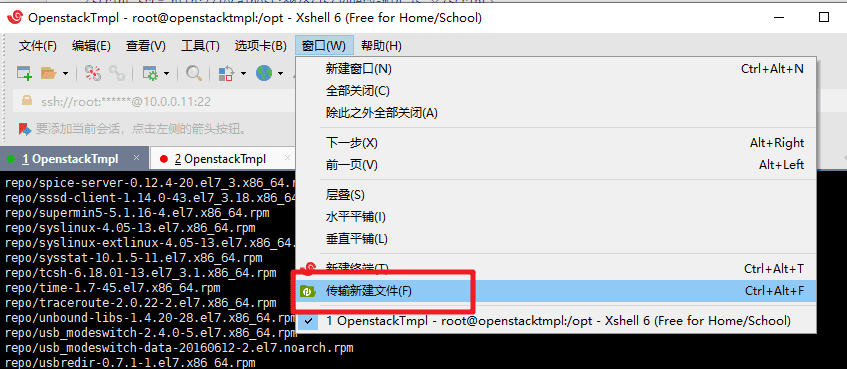 OpenstackTmpl - root@openstacktmpl:/opt - Xshell 6 (Free for Home/School)
文件(F) 编辑(E) 查看(V) 工具(T) 选项卡(B) 窗口(W) 帮助(H)
新建窗口(N) Ctrl+Alt+N
全部关闭(C)
除此之外全部关闭(A)
下一步(X) Alt+Right
前一页(V) Alt+Left
层叠(S)
水平平铺(I)
垂直平铺(L)
新建终端(T) Ctrl+Alt+T
传输新建文件(F) Ctrl+Alt+F
1 OpenstackTmpl - root@openstacktmpl:/opt - Xshell 6 (Free for Home/School)
ssh://root:******@10.0.0.11:22
要添加当前会话，点击左侧的箭头按钮。
1 OpenstackTmpl × 2 OpenstackTmpl ×
repo/spice-server-0.12.4-20.el7_3.x86_64.r
repo/sssd-client-1.14.0-43.el7_3.18.x86_64
repo/supermin5-5.1.16-4.el7.x86_64.rpm
repo/syslinux-4.05-13.el7.x86_64.rpm
repo/syslinux-extlinux-4.05-13.el7.x86_64.
repo/sysstat-10.1.5-11.el7.x86_64.rpm
repo/tcsh-6.18.01-13.el7_3.1.x86_64.rpm
repo/time-1.7-45.el7.x86_64.rpm
repo/traceroute-2.0.22-2.el7.x86_64.rpm
repo/unbound-libs-1.4.20-28.el7.x86_64.rpm
repo/usb_modeswitch-2.4.0-5.el7.x86_64.rpm
repo/usb_modeswitch-data-20160612-2.el7.noarch.rpm
repo/usbredir-0.7.1-1.el7.x86_64.rpm